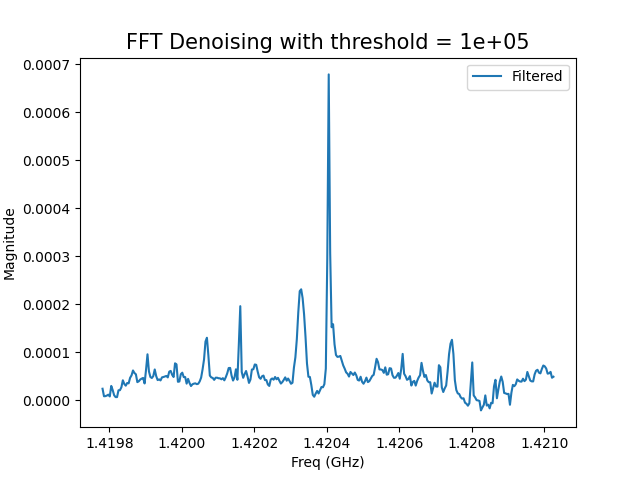 FFT Denoising with threshold = 1e+05
Filtered
Magnitude
0.0007
0.0006
0.0005
0.0004
0.0003
0.0002
0.0001
0.0000
1.4198 1.4200 1.4202 1.4204 1.4206 1.4208 1.4210
Freq (GHz)